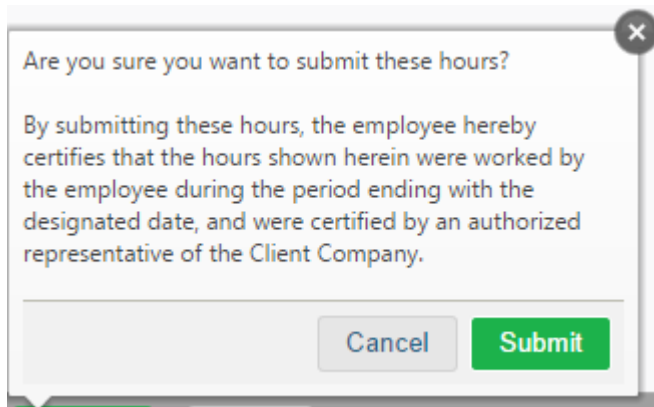 Are you sure you want to submit these hours?
By submitting these hours, the employee hereby
certifies that the hours shown herein were worked by
the employee during the period ending with the
designated date, and were certified by an authorized
representative of the Client Company.
Cancel
Submit